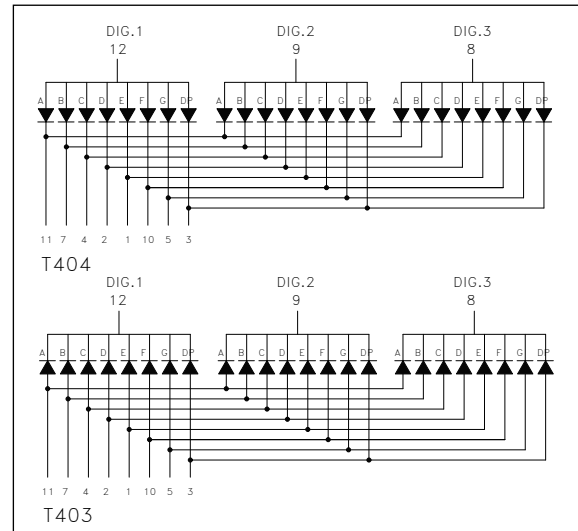 DIG.1 DIG.2 DIG.3
12 9 8
A B C D E F G DP A B C D E F G DP A B C D E F G DP
11 7 4 2 1 10 5 3
T404
DIG.1 DIG.2 DIG.3
12 9 8
A B C D E F G DP A B C D E F G DP A B C D E F G DP
11 7 4 2 1 10 5 3
T403